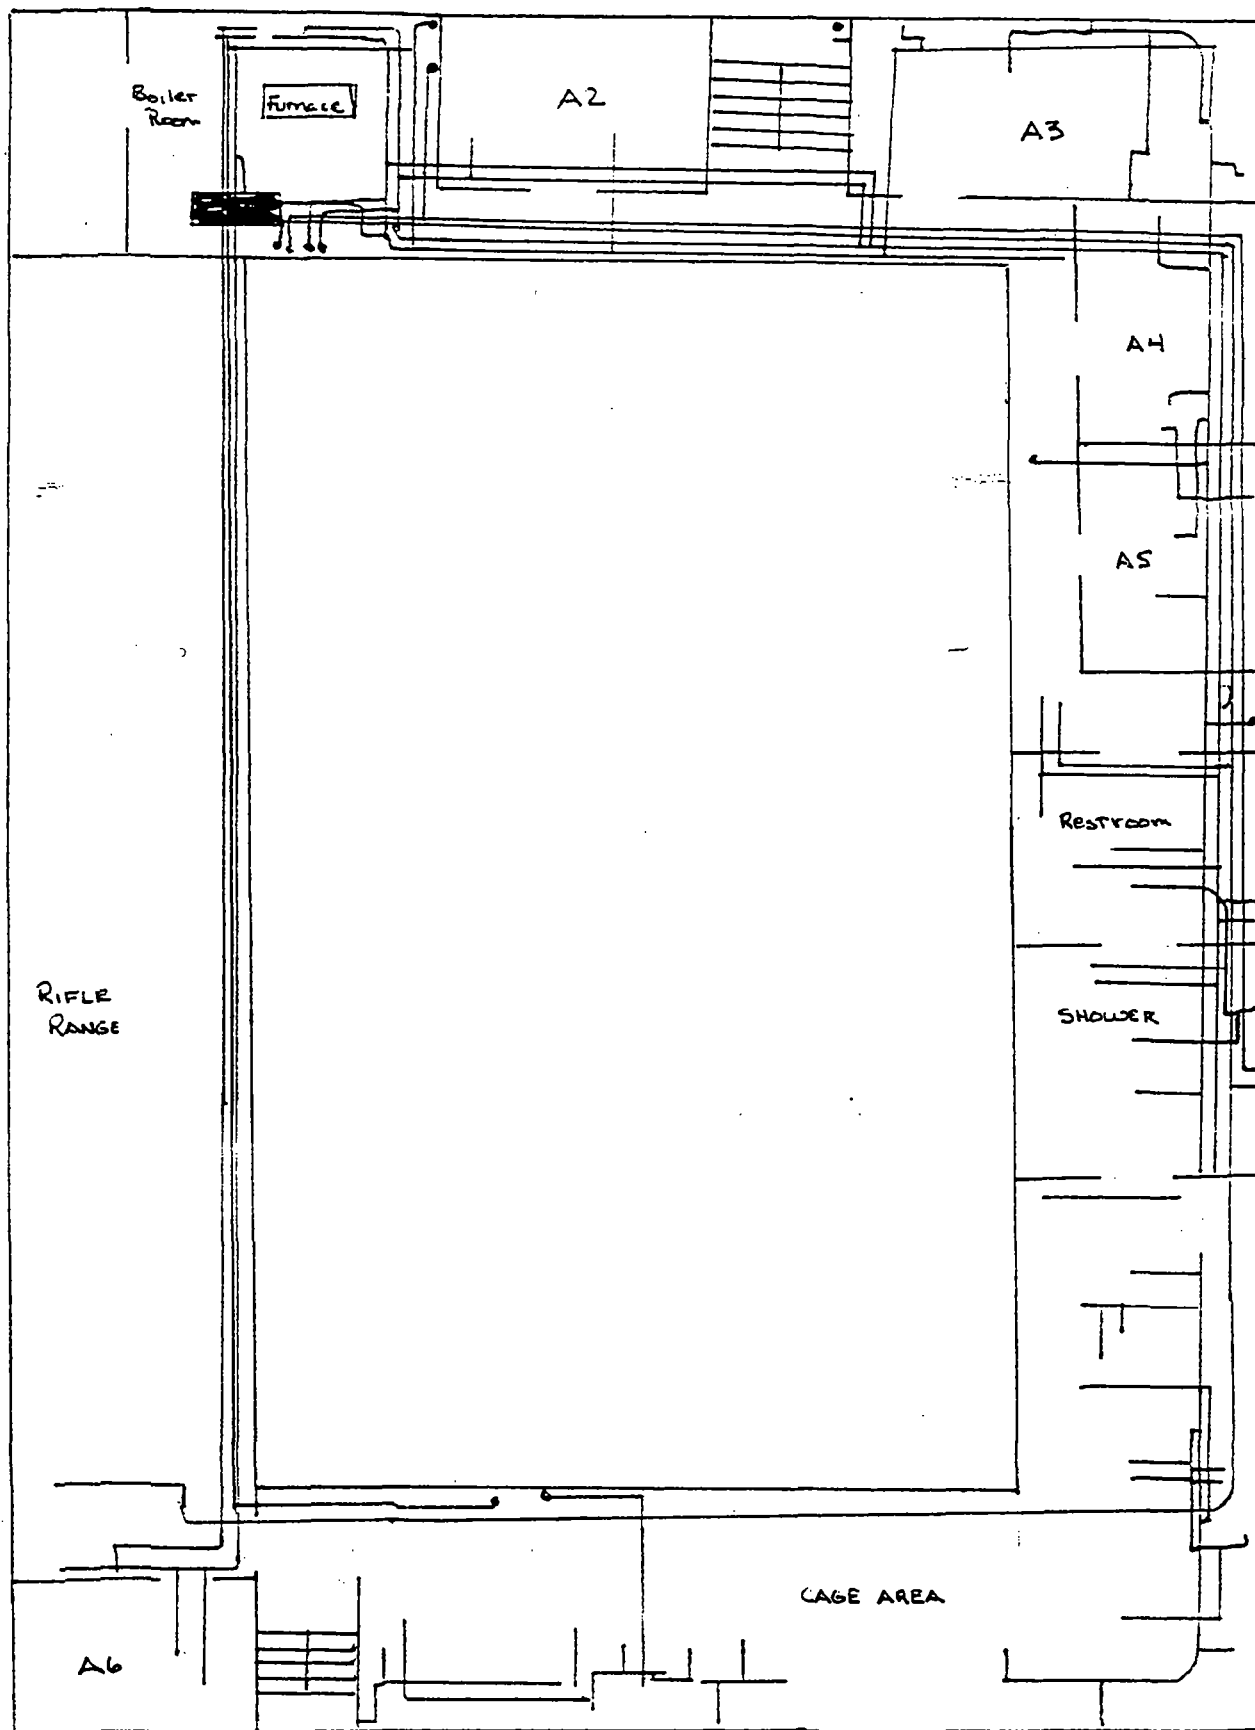 Boiler
Room
Furnace
A2
A3
A4
A5
Restroom
RIFLE
RANGE
SHOWER
CAGE AREA
A6